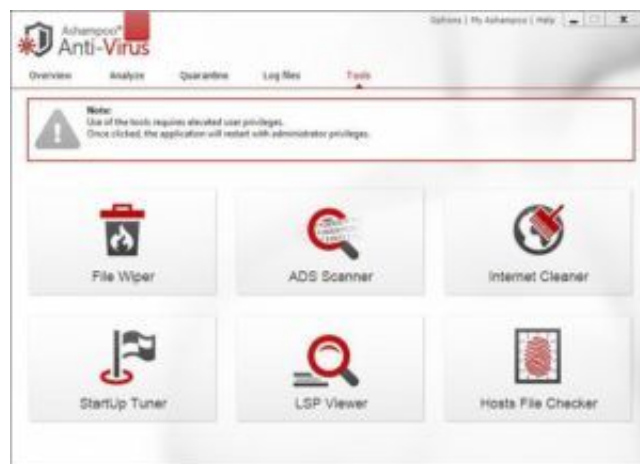 Options | My Ashampoo | Help
Ashampoo®
Anti-Virus
Overview Analyze Quarantine Log files Tools
Note:
Use of the tools requires elevated user privileges.
Once clicked, the application will restart with administrator privileges.
File Wiper ADS Scanner Internet Cleaner
StartUp Tuner LSP Viewer Hosts File Checker